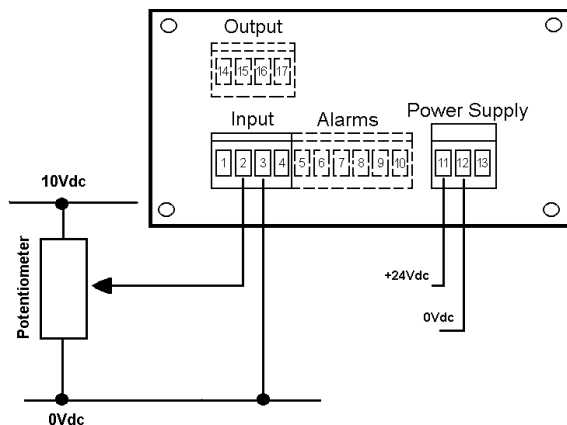 Output
14 15 16 17
Input Alarms Power Supply
1 2 3 4 5 6 7 8 9 10 11 12 13
10Vdc
Potentiometer
+24Vdc
0Vdc
0Vdc